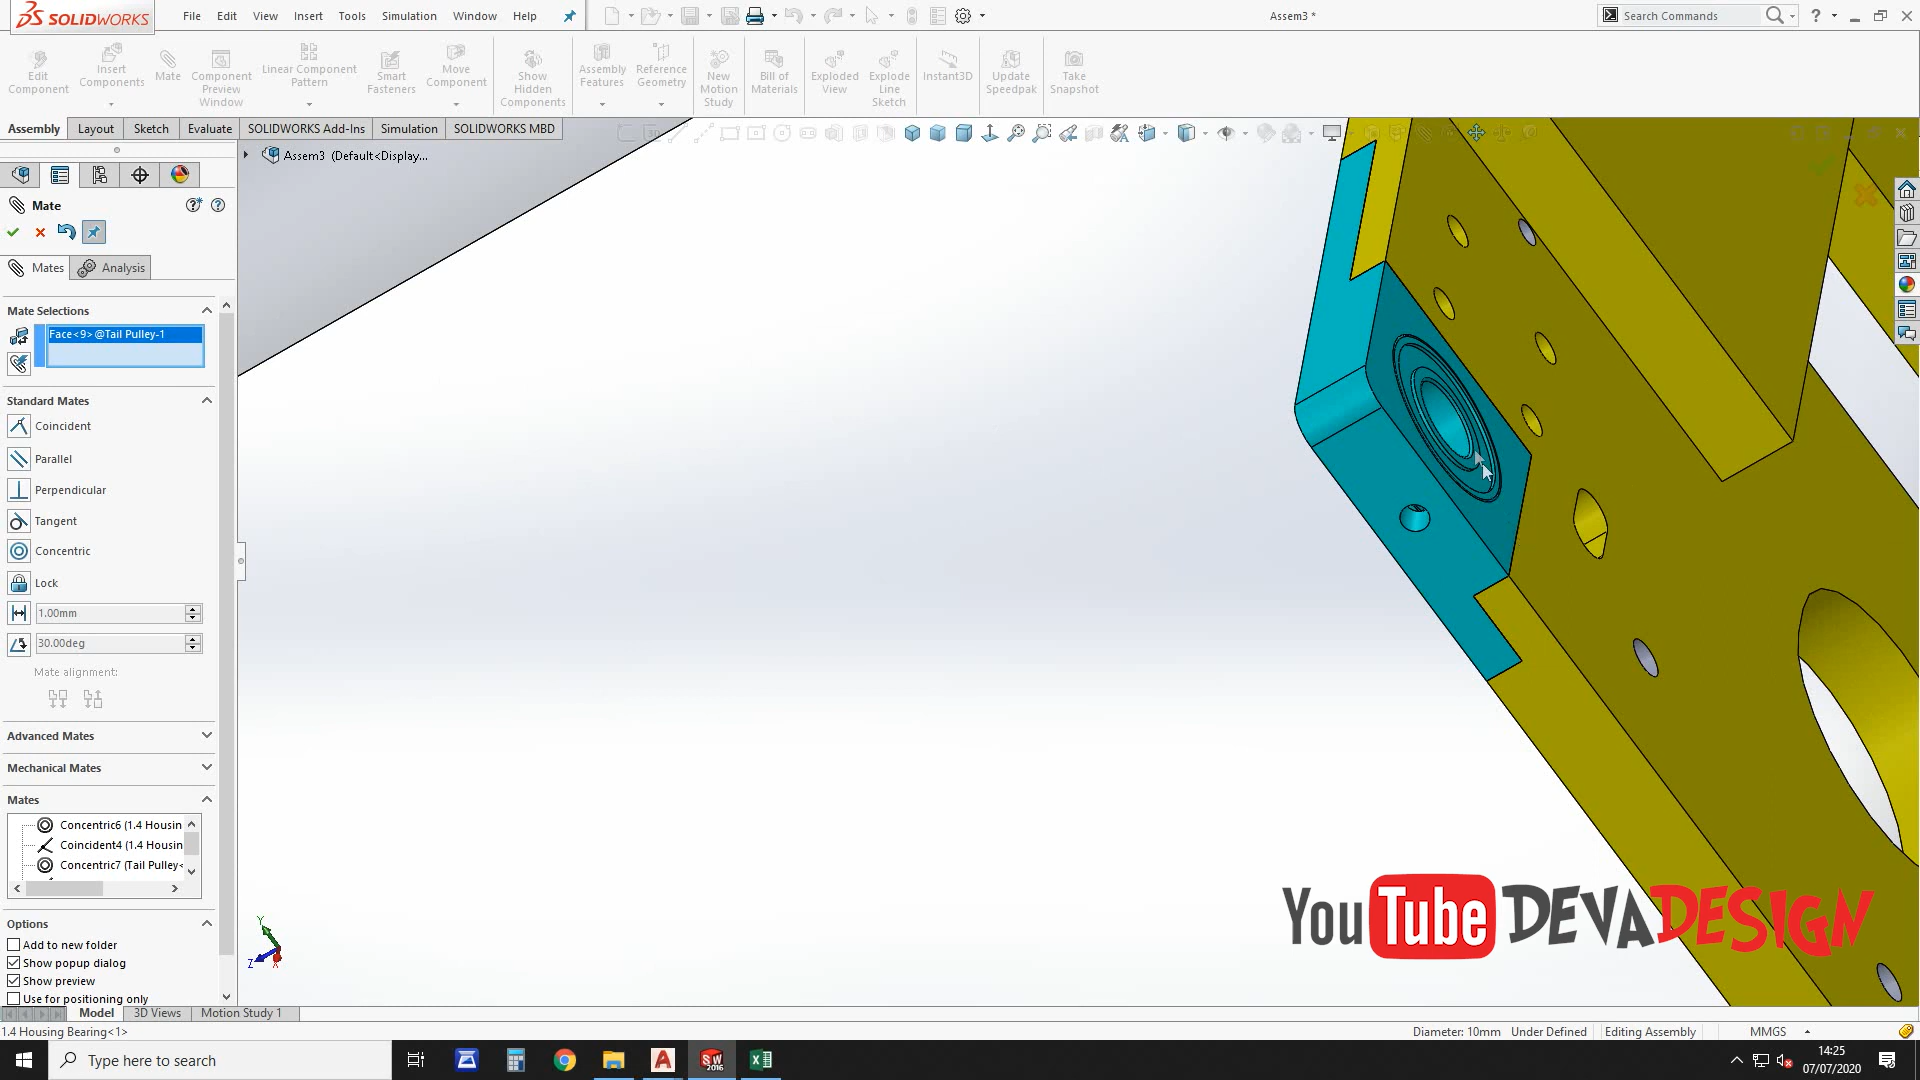 SOLIDWORKS
File Edit View Insert Tools Simulation Window Help
Assem3 *
Search Commands
Edit Component
Insert Components
Mate
Component Preview Window
Linear Component Pattern
Smart Fasteners
Move Component
Show Hidden Components
Assembly Features
Reference Geometry
New Motion Study
Bill of Materials
Exploded View
Explode Line Sketch
Instant3D
Update Speedpak
Take Snapshot
Assembly Layout Sketch Evaluate SOLIDWORKS Add-Ins Simulation SOLIDWORKS MBD
Assem3 (Default<Display...
Mate
Mates Analysis
Mate Selections
Face<9>@Tail Pulley-1
Standard Mates
Coincident
Parallel
Perpendicular
Tangent
Concentric
Lock
1.00mm
30.00deg
Mate alignment:
Advanced Mates
Mechanical Mates
Mates
Concentric6 (1.4 Housin
Coincident4 (1.4 Housin
Concentric7 (Tail Pulley<
Options
Add to new folder
Show popup dialog
Show preview
Use for positioning only
Y
Z
X
YouTube DEVADESIGN
Model 3D Views Motion Study 1
1.4 Housing Bearing<1>
Diameter: 10mm Under Defined Editing Assembly MMGS
Type here to search
SW
2016
14:25
07/07/2020